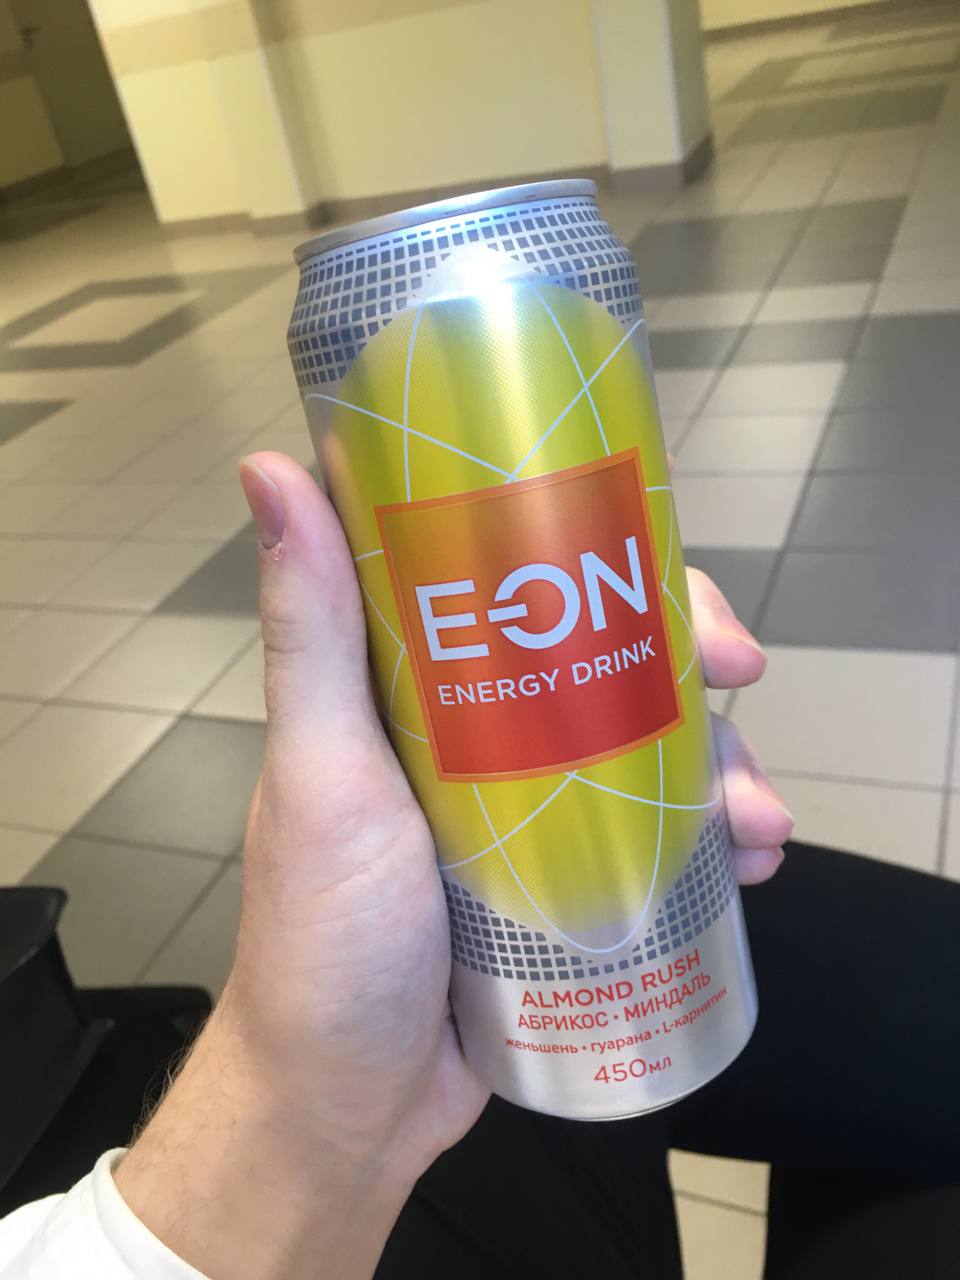 E-ON
ENERGY DRINK
ALMOND RUSH
АБРИКОС • МИНДАЛЬ
женьшень • гуарана • L-карнитин
450мл